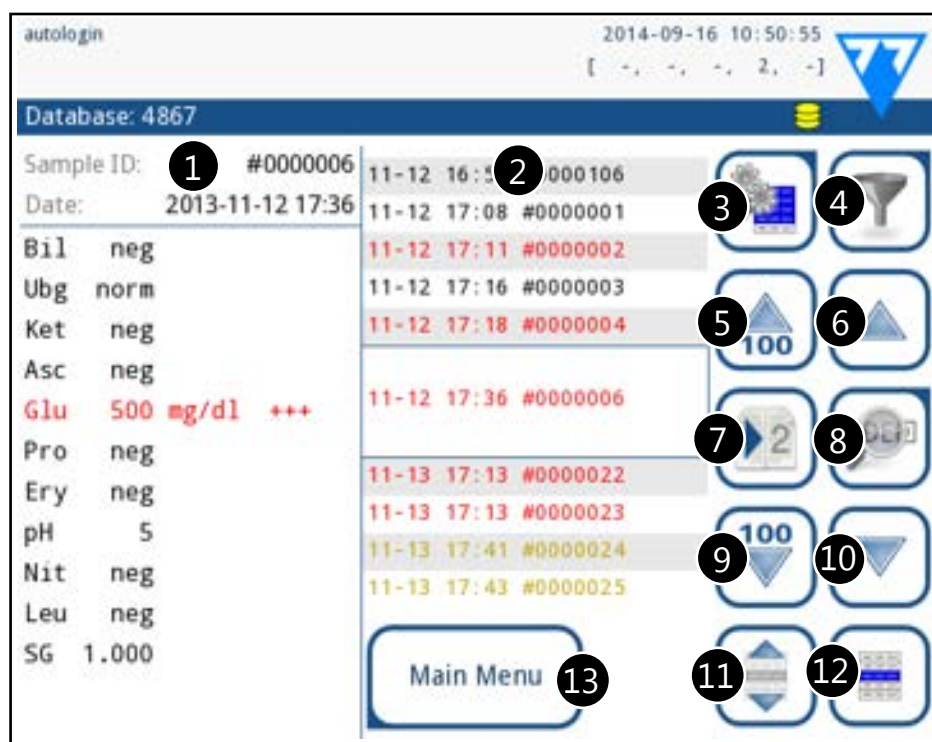 autologin
2014-09-16 10:50:55
[ -, -, -, 2, -]
77
Database: 4867
Sample ID: 1 #0000006
Date: 2013-11-12 17:36
Bil neg
Ubg norm
Ket neg
Asc neg
Glu 500 mg/dl +++
Pro neg
Ery neg
pH 5
Nit neg
Leu neg
SG 1.000
11-12 16:5 2 0000106
11-12 17:08 #0000001
11-12 17:11 #0000002
11-12 17:16 #0000003
11-12 17:18 #0000004
11-12 17:36 #0000006
11-13 17:13 #0000022
11-13 17:13 #0000023
11-13 17:41 #0000024
11-13 17:43 #0000025
Main Menu 13
3
4
5 100
6
7 2
8
9 100
10
11
12